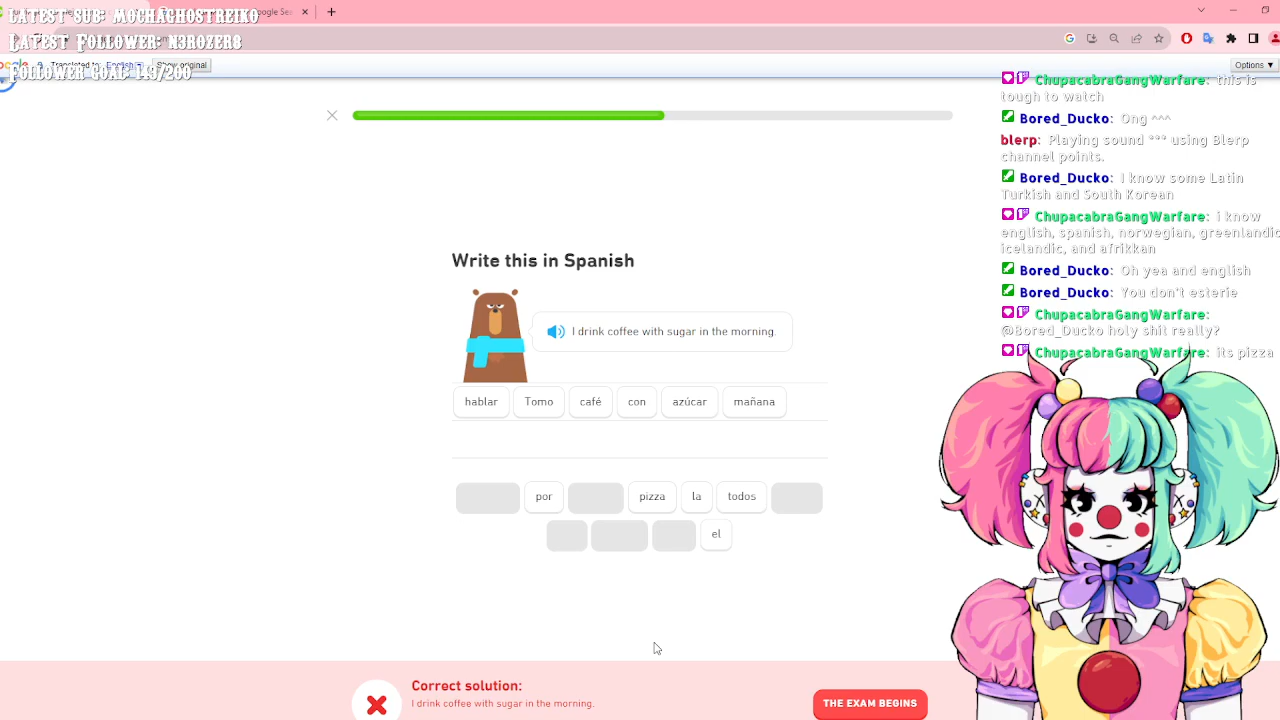 LATEST SUB: MOCHAGHOSTREIKO
LATEST FOLLOWER: N3ROZER8
FOLLOWER GOAL: 149/200
Translated to: English
Show original
Options ▼
ChupacabraGangWarfare: this is
tough to watch
Bored_Ducko: Ong ^^^
blerp: Playing sound *** using Blerp
channel points.
Bored_Ducko: I know some Latin
Turkish and South Korean
ChupacabraGangWarfare: i know
english, spanish, norwegian, greenlandic
icelandic, and afrikkan
Bored_Ducko: Oh yea and english
Bored_Ducko: You don't esterie
ChupacabraGangWarfare:
@Bored_Ducko holy shit really?
ChupacabraGangWarfare: its pizza
Write this in Spanish
I drink coffee with sugar in the morning.
hablar Tomo café con azúcar mañana
por pizza la todos
el
Correct solution:
I drink coffee with sugar in the morning.
THE EXAM BEGINS